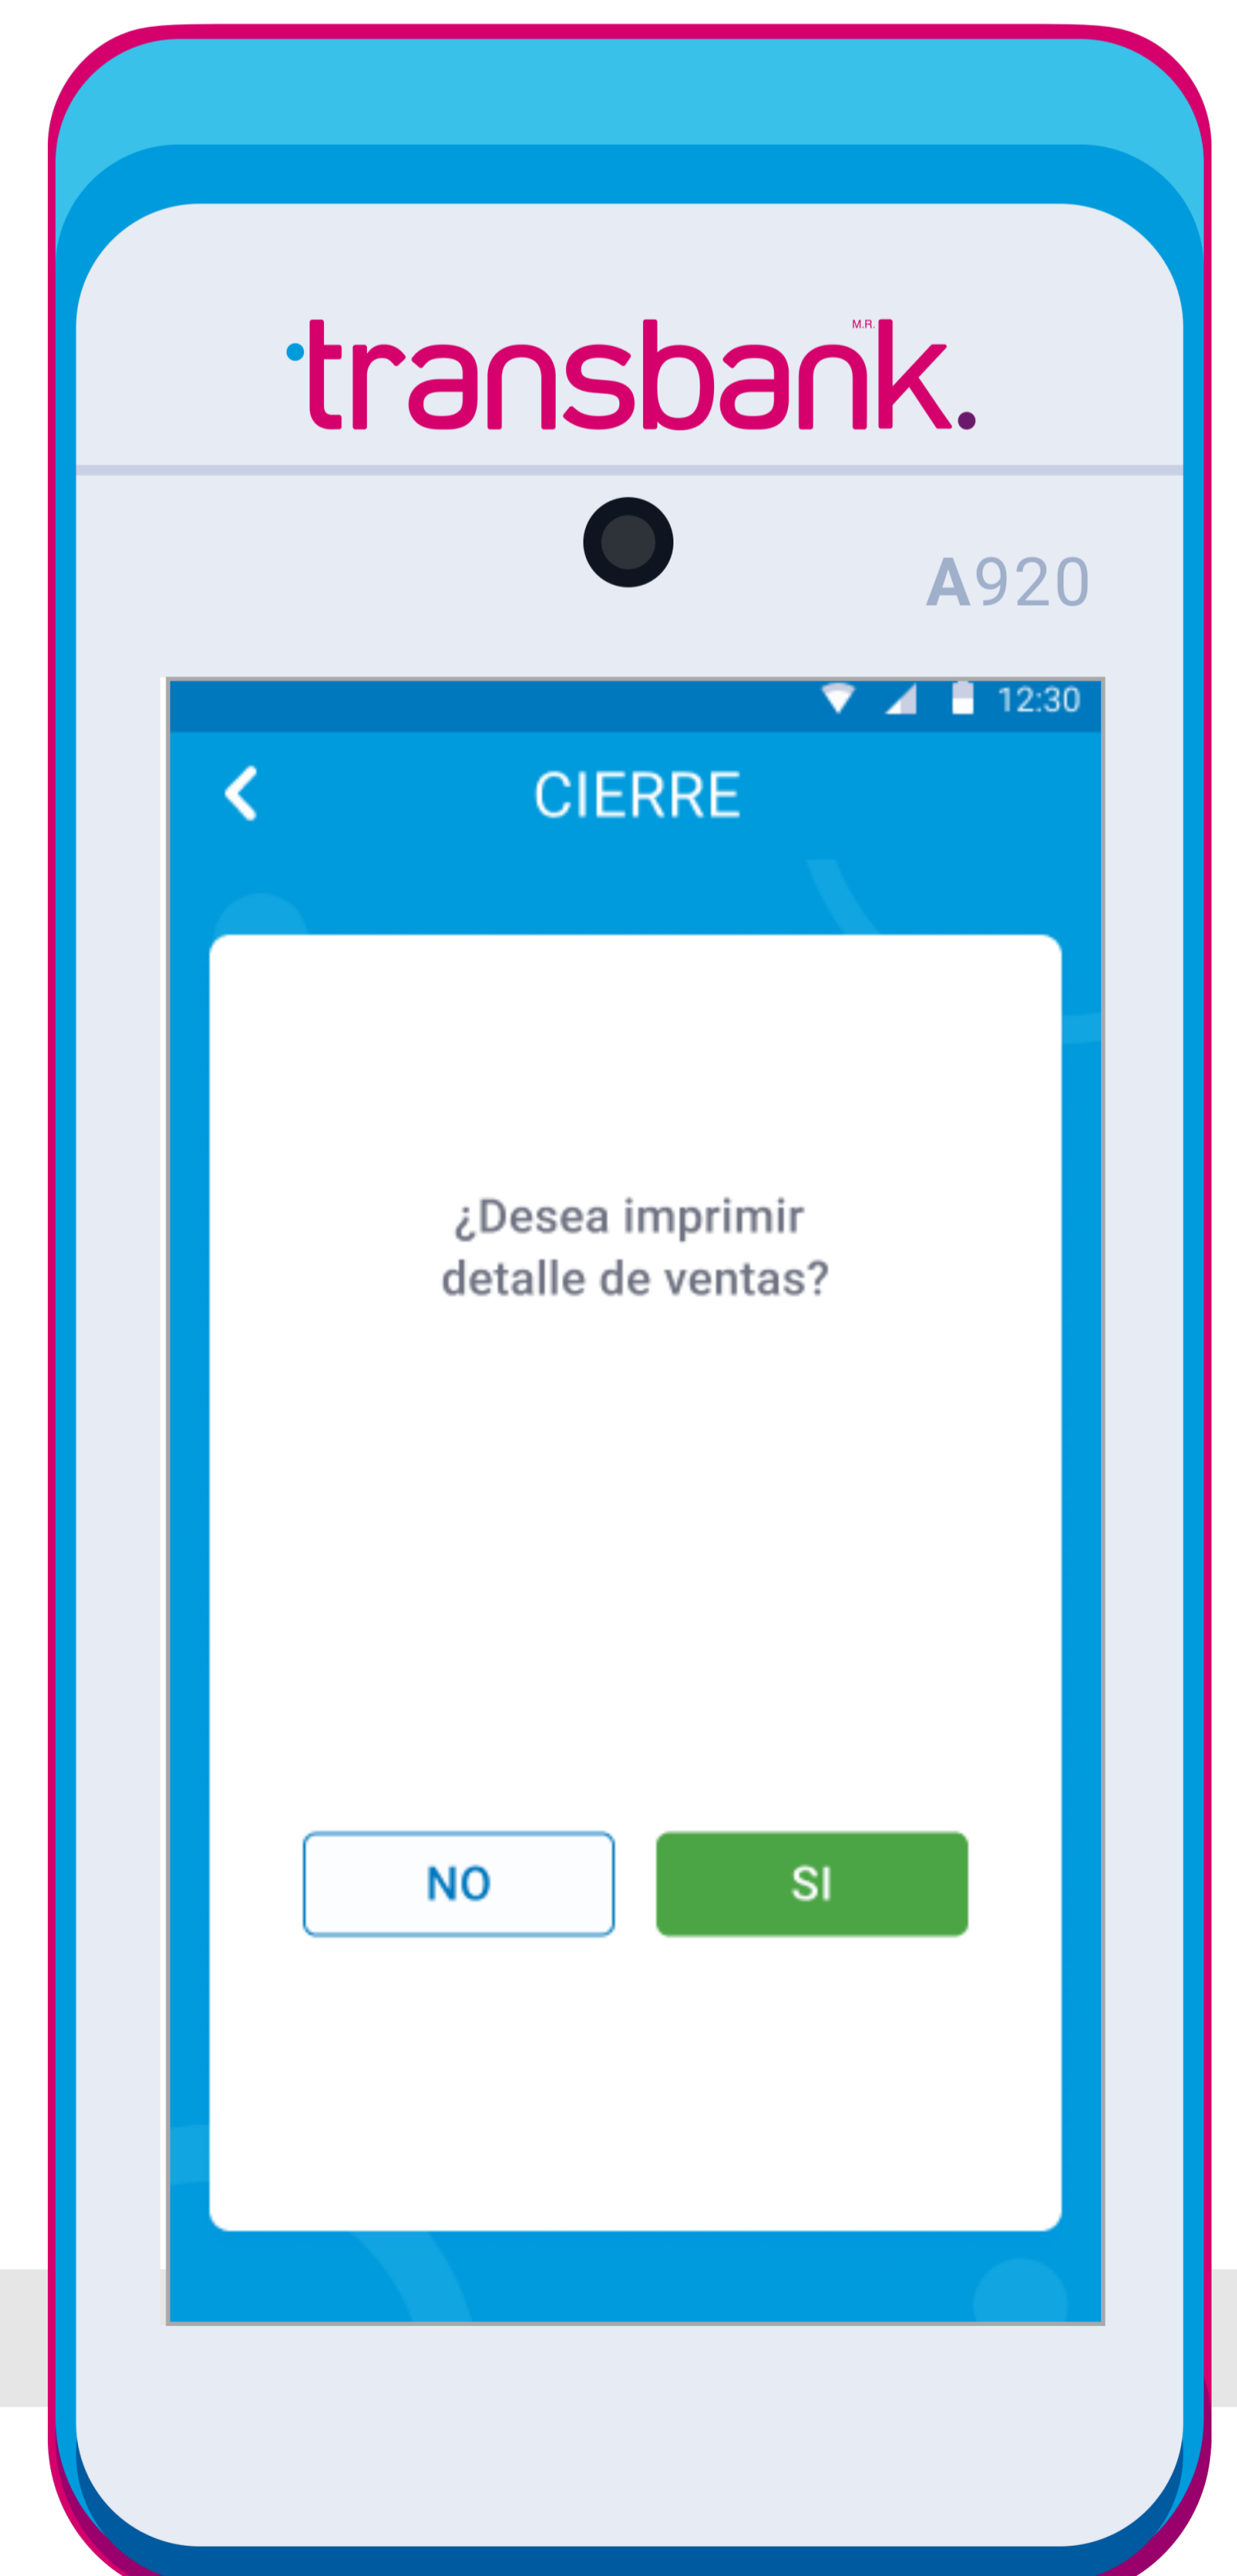 transbank.
M.R.
A920
12:30
CIERRE
¿Desea imprimir
detalle de ventas?
NO
SI